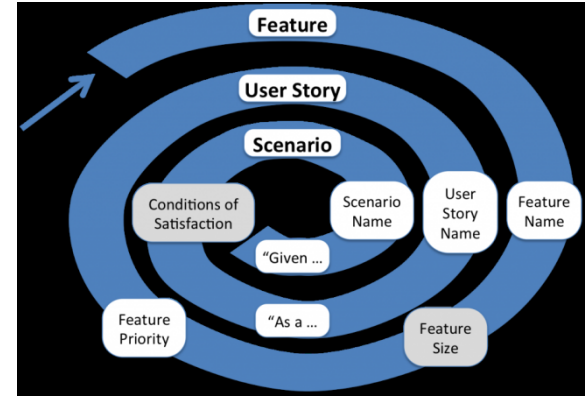 Feature
User Story
Scenario
Conditions of
Satisfaction
Scenario
Name
User
Story
Name
Feature
Name
“Given ...
“As a ...
Feature
Priority
Feature
Size